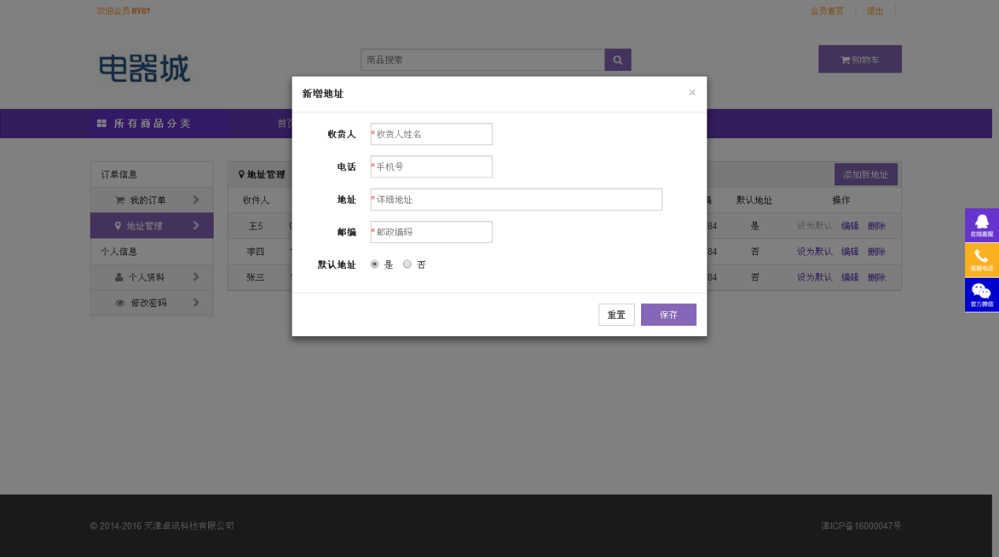 欢迎会员 HYC!
会员首页 退出
电器城
商品搜索
购物车
所有商品分类
新增地址 ×
收货人 *收货人姓名
电话 *手机号
地址 *详细地址
邮编 *邮政编码
默认地址 是 否
重置 保存
订单信息
我的订单
地址管理
个人信息
个人资料
修改密码
地址管理 添加新地址
收件人 默认地址 操作
王5 84 是 设为默认 编辑 删除
李四 84 否 设为默认 编辑 删除
张三 84 否 设为默认 编辑 删除
在线客服
客服电话
官方微信
© 2014-2016 天津卓讯科技有限公司 津ICP备16000047号